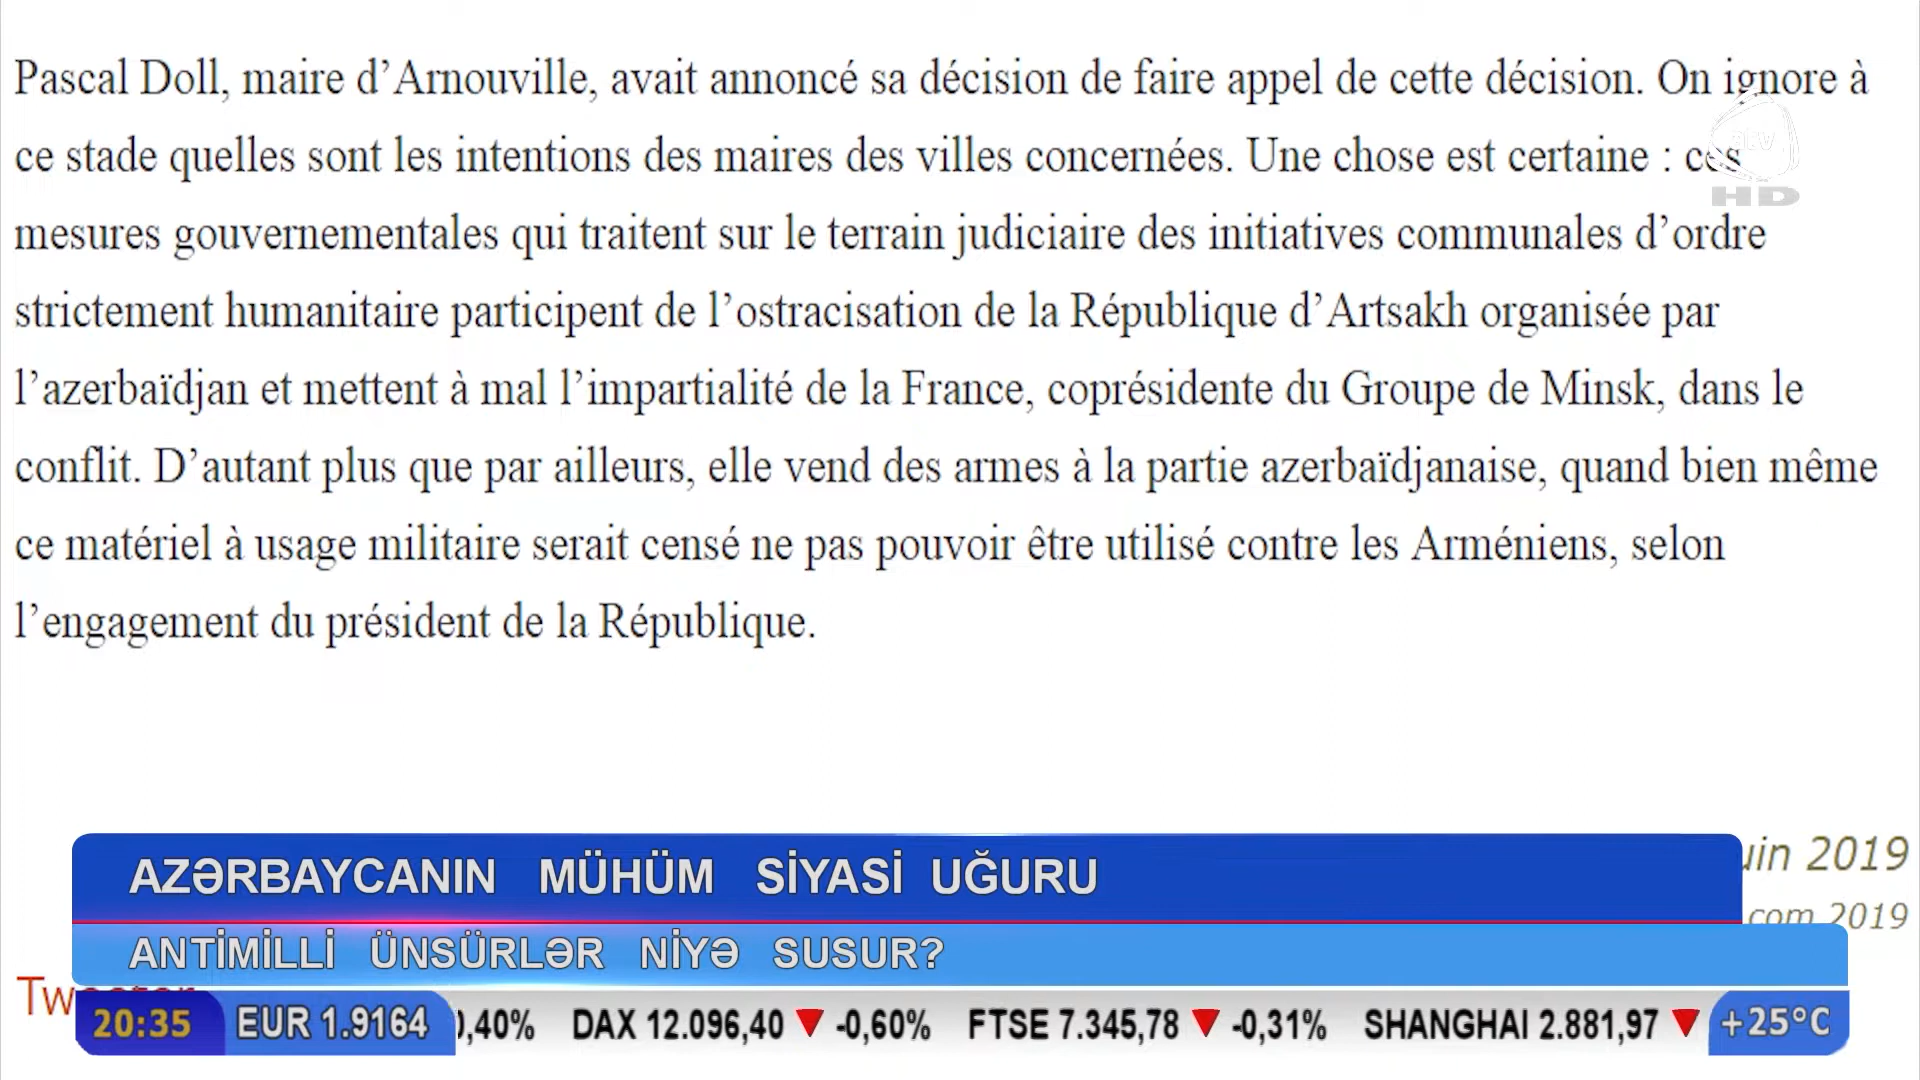 Pascal Doll, maire d’Arnouville, avait annoncé sa décision de faire appel de cette décision. On ignore à
ce stade quelles sont les intentions des maires des villes concernées. Une chose est certaine : ces
mesures gouvernementales qui traitent sur le terrain judiciaire des initiatives communales d’ordre
strictement humanitaire participent de l’ostracisation de la République d’Artsakh organisée par
l’azerbaïdjan et mettent à mal l’impartialité de la France, coprésidente du Groupe de Minsk, dans le
conflit. D’autant plus que par ailleurs, elle vend des armes à la partie azerbaïdjanaise, quand bien même
ce matériel à usage militaire serait censé ne pas pouvoir être utilisé contre les Arméniens, selon
l’engagement du président de la République.
atv
HD
2019
com 2019
AZƏRBAYCANIN MÜHÜM SİYASİ UĞURU
ANTİMİLLİ ÜNSÜRLƏR NİYƏ SUSUR?
20:35 EUR 1.9164 ,40% DAX 12.096,40 ▼ -0,60% FTSE 7.345,78 ▼ -0,31% SHANGHAI 2.881,97 ▼ +25°C